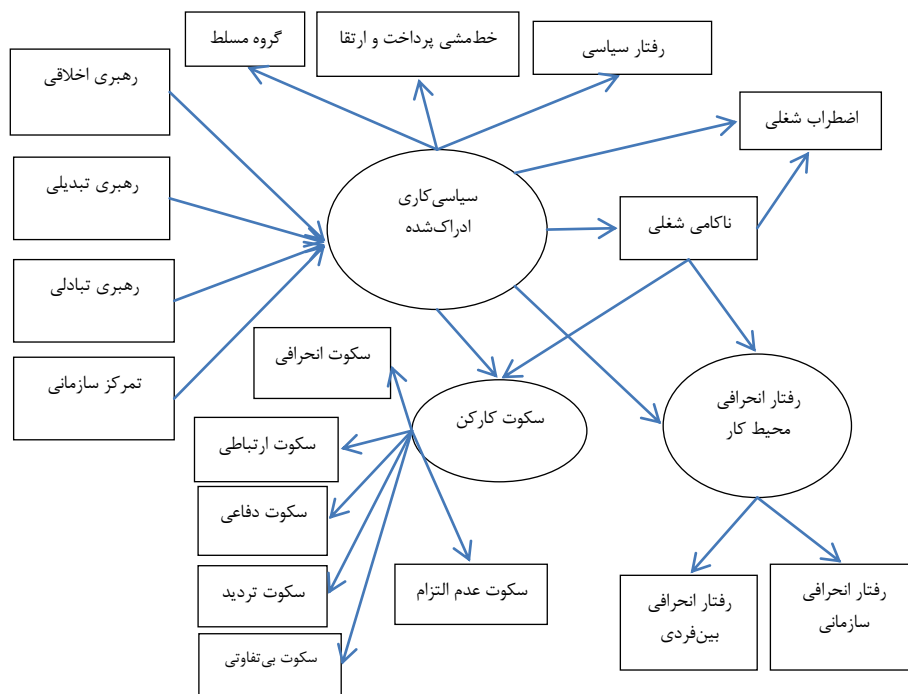 گروه مسلط
خط‌مشی پرداخت و ارتقا
رفتار سیاسی
رهبری اخلاقی
اضطراب شغلی
رهبری تبدیلی
سیاسی‌کاری
ادراک‌شده
ناکامی شغلی
رهبری تبادلی
تمرکز سازمانی
سکوت انحرافی
سکوت کارکن
رفتار انحرافی
محیط کار
سکوت ارتباطی
سکوت دفاعی
سکوت تردید
سکوت عدم التزام
سکوت بی‌تفاوتی
رفتار انحرافی
سازمانی
رفتار انحرافی
بین‌فردی